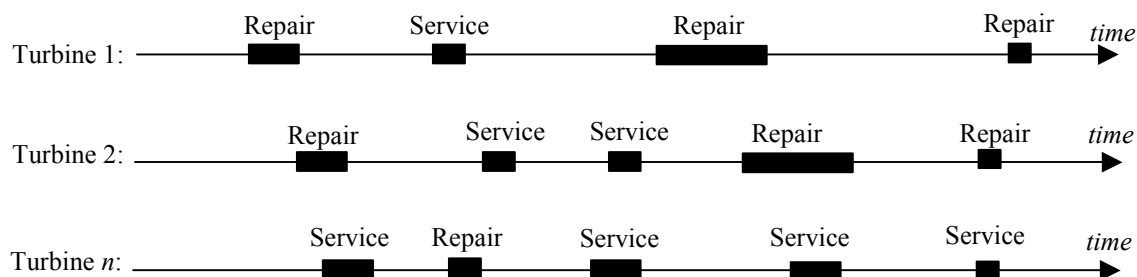 Repair Service Repair Repair time
Turbine 1:
Repair Service Service Repair Repair time
Turbine 2:
Service Repair Service Service Service time
Turbine n: